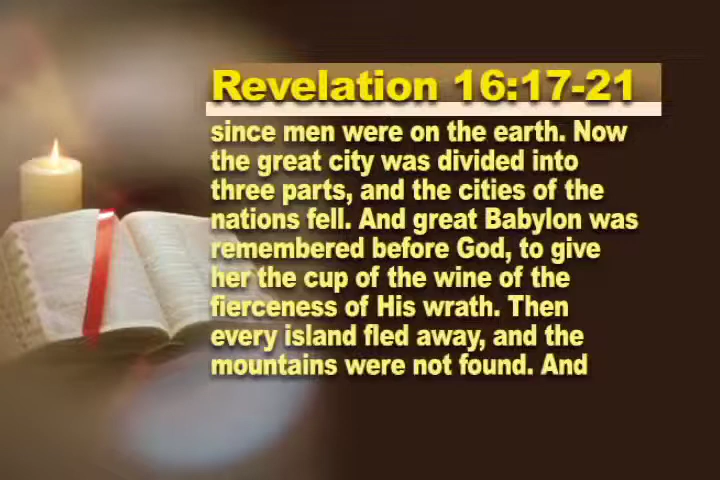 Revelation 16:17-21
since men were on the earth. Now
the great city was divided into
three parts, and the cities of the
nations fell. And great Babylon was
remembered before God, to give
her the cup of the wine of the
fierceness of His wrath. Then
every island fled away, and the
mountains were not found. And